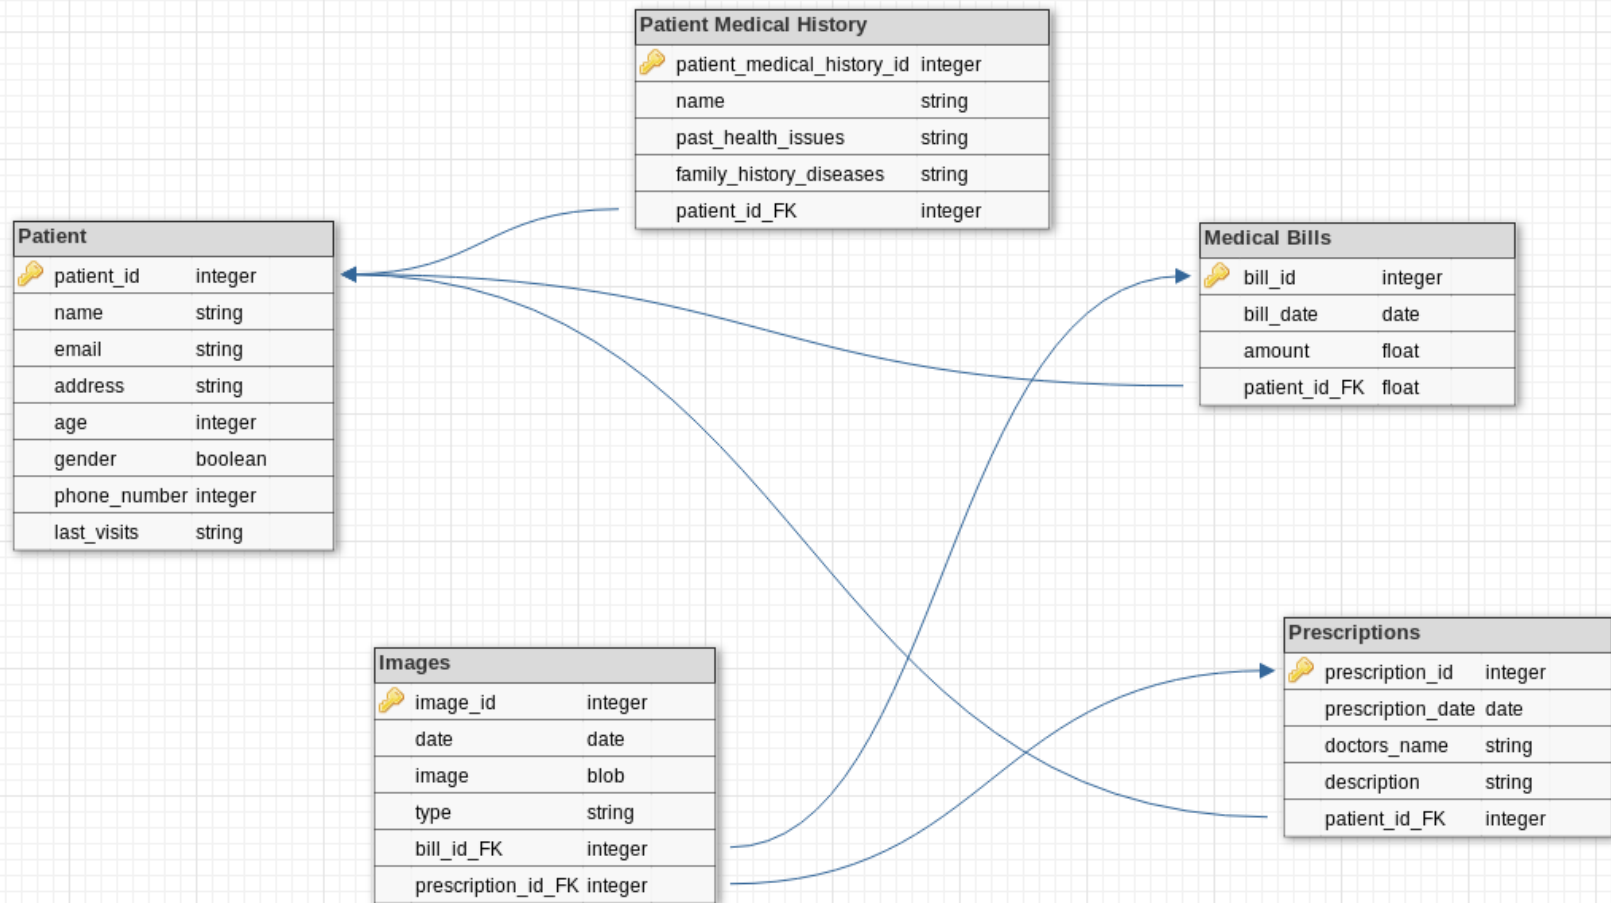 Patient Medical History
patient_medical_history_id integer
name string
past_health_issues string
family_history_diseases string
patient_id_FK integer
Patient
patient_id integer
name string
email string
address string
age integer
gender boolean
phone_number integer
last_visits string
Medical Bills
bill_id integer
bill_date date
amount float
patient_id_FK float
Images
image_id integer
date date
image blob
type string
bill_id_FK integer
prescription_id_FK integer
Prescriptions
prescription_id integer
prescription_date date
doctors_name string
description string
patient_id_FK integer